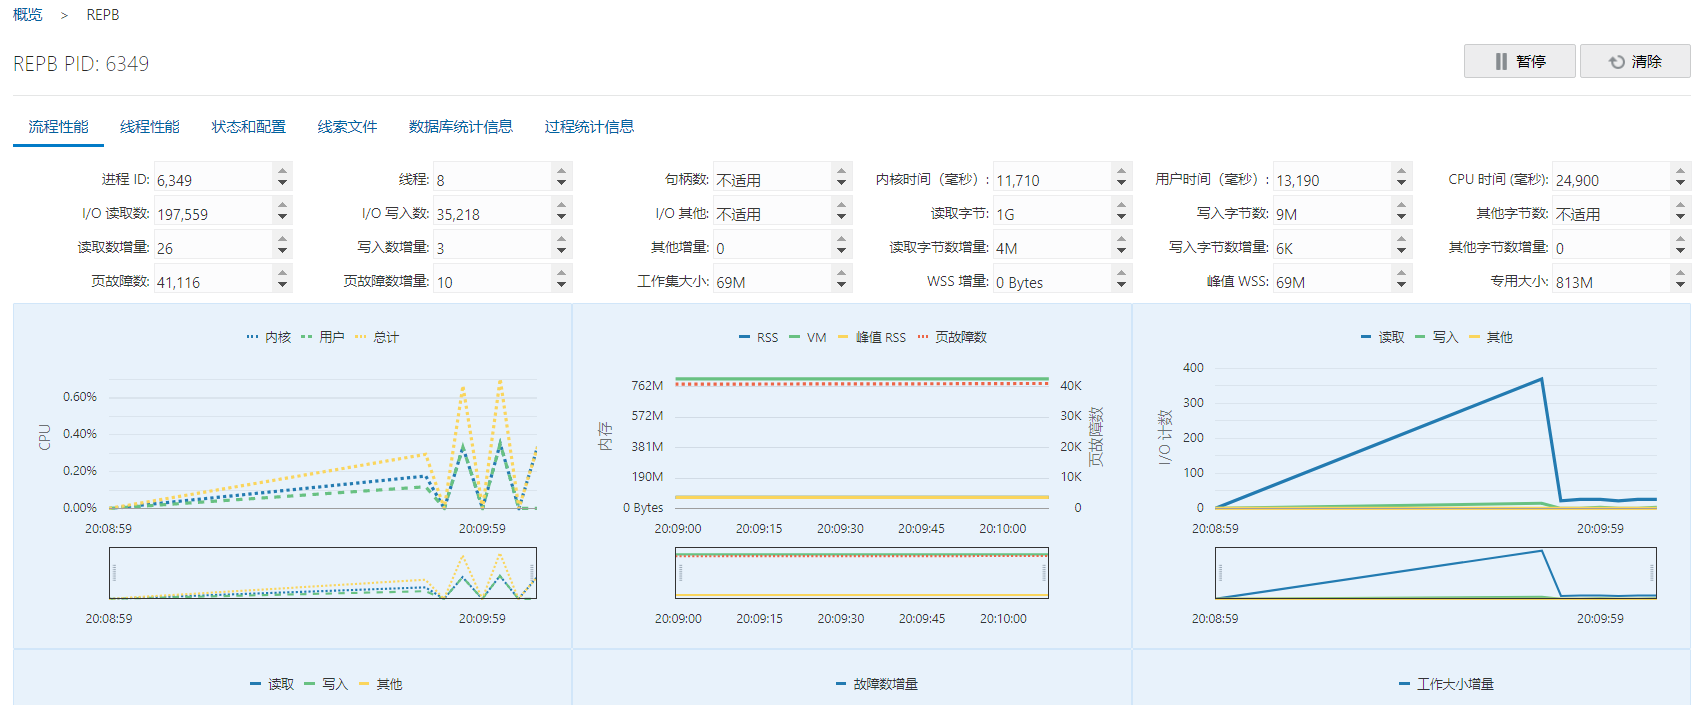 概览 > REPB
REPB PID: 6349
暂停 清除
流程性能 线程性能 状态和配置 线索文件 数据库统计信息 过程统计信息
进程 ID: 6,349 线程: 8 句柄数: 不适用 内核时间（毫秒）: 11,710 用户时间（毫秒）: 13,190 CPU 时间 (毫秒): 24,900
I/O 读取数: 197,559 I/O 写入数: 35,218 I/O 其他: 不适用 读取字节: 1G 写入字节数: 9M 其他字节数: 不适用
读取数增量: 26 写入数增量: 3 其他增量: 0 读取字节数增量: 4M 写入字节数增量: 6K 其他字节数增量: 0
页故障数: 41,116 页故障数增量: 10 工作集大小: 69M WSS 增量: 0 Bytes 峰值 WSS: 69M 专用大小: 813M
内核 用户 总计
CPU
0.60%
0.40%
0.20%
0.00%
20:08:59 20:09:59
20:08:59 20:09:59
RSS VM 峰值 RSS 页故障数
内存
762M
572M
381M
190M
0 Bytes
40K
30K
20K
10K
0
页故障数
20:09:00 20:09:15 20:09:30 20:09:45 20:10:00
20:09:00 20:09:15 20:09:30 20:09:45 20:10:00
读取 写入 其他
I/O 计数
400
300
200
100
0
20:08:59 20:09:59
20:08:59 20:09:59
读取 写入 其他
故障数增量
工作大小增量